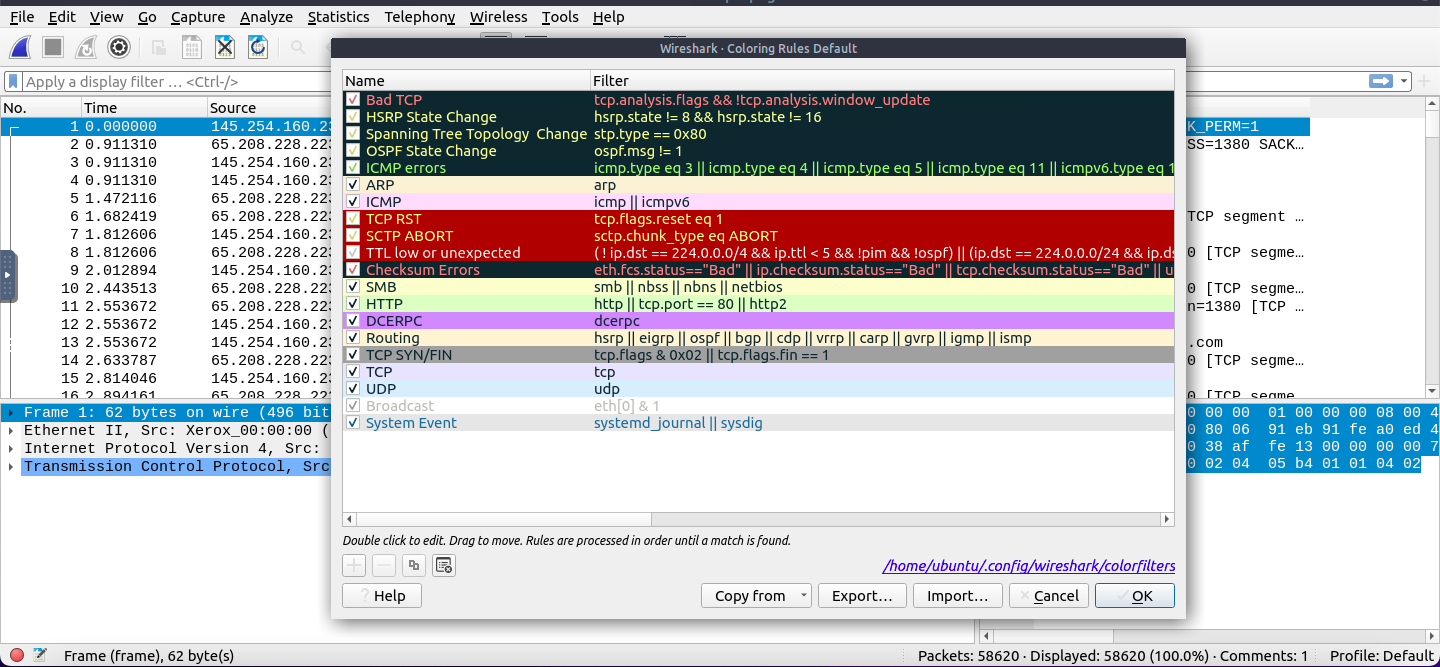 File Edit View Go Capture Analyze Statistics Telephony Wireless Tools Help
Wireshark · Coloring Rules Default
Apply a display filter … <Ctrl-/>
Name Filter
No. Time Source
Bad TCP tcp.analysis.flags && !tcp.analysis.window_update
HSRP State Change hsrp.state != 8 && hsrp.state != 16
Spanning Tree Topology Change stp.type == 0x80
OSPF State Change ospf.msg != 1
ICMP errors icmp.type eq 3 || icmp.type eq 4 || icmp.type eq 5 || icmp.type eq 11 || icmpv6.type eq 1
ARP arp
ICMP icmp || icmpv6
TCP RST tcp.flags.reset eq 1
SCTP ABORT sctp.chunk_type eq ABORT
TTL low or unexpected ( ! ip.dst == 224.0.0.0/4 && ip.ttl < 5 && !pim && !ospf) || (ip.dst == 224.0.0.0/24 && ip.ds
Checksum Errors eth.fcs.status=="Bad" || ip.checksum.status=="Bad" || tcp.checksum.status=="Bad" || u
SMB smb || nbss || nbns || netbios
HTTP http || tcp.port == 80 || http2
DCERPC dcerpc
Routing hsrp || eigrp || ospf || bgp || cdp || vrrp || carp || gvrp || igmp || ismp
TCP SYN/FIN tcp.flags & 0x02 || tcp.flags.fin == 1
TCP tcp
UDP udp
Broadcast eth[0] & 1
System Event systemd_journal || sysdig
1 0.000000 145.254.160.23 K_PERM=1
2 0.911310 65.208.228.223 SS=1380 SACK…
3 0.911310 145.254.160.23
4 0.911310 145.254.160.23
5 1.472116 65.208.228.223
6 1.682419 65.208.228.223 TCP segment …
7 1.812606 145.254.160.23
8 1.812606 65.208.228.223 0 [TCP segme…
9 2.012894 145.254.160.23
10 2.443513 65.208.228.223 0 [TCP segme…
11 2.553672 65.208.228.223 n=1380 [TCP …
12 2.553672 145.254.160.23
13 2.553672 145.254.160.23 .com
14 2.633787 65.208.228.223 0 [TCP segme…
15 2.814046 145.254.160.23
16 2.894161 65.208.228.223 0 [TCP segme…
Frame 1: 62 bytes on wire (496 bit 0 00 00 01 00 00 00 08 00 4
Ethernet II, Src: Xerox_00:00:00 ( 0 80 06 91 eb 91 fe a0 ed 4
Internet Protocol Version 4, Src: 0 38 af fe 13 00 00 00 00 7
Transmission Control Protocol, Src 0 02 04 05 b4 01 01 04 02
Double click to edit. Drag to move. Rules are processed in order until a match is found.
/home/ubuntu/.config/wireshark/colorfilters
Help Copy from Export… Import… Cancel OK
Frame (frame), 62 byte(s) Packets: 58620 · Displayed: 58620 (100.0%) · Comments: 1 Profile: Default